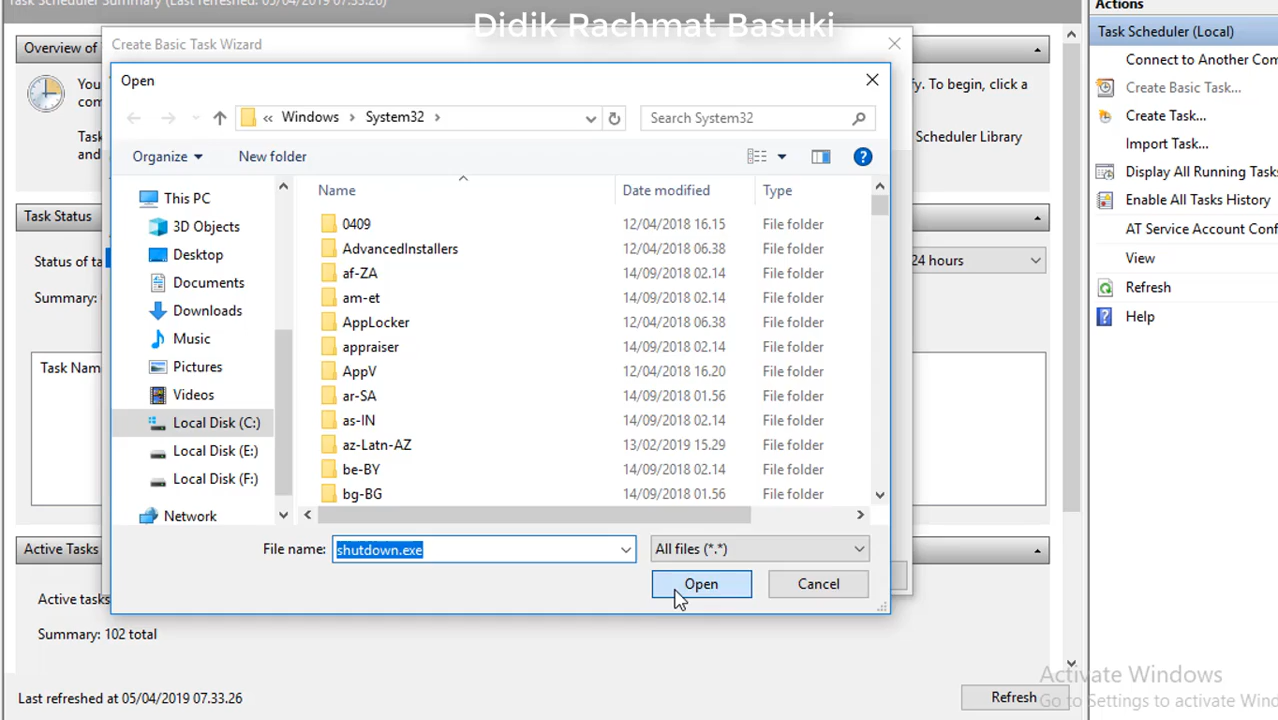 Task Scheduler Summary (Last refreshed: 05/04/2019 07.33.26)
Didik Rachmat Basuki
Actions
Task Scheduler (Local)
Connect to Another Com
Create Basic Task...
Create Task...
Import Task...
Display All Running Tasks
Enable All Tasks History
AT Service Account Conf
View
Refresh
Help
Overview of
Create Basic Task Wizard
You
com
fy. To begin, click a
Task
and
Scheduler Library
Task Status
Status of ta
24 hours
Summary:
Task Nam
Active Tasks
Active tasks
Summary: 102 total
Last refreshed at 05/04/2019 07.33.26
Refresh
Open
« Windows > System32 >
Search System32
Organize
New folder
This PC
3D Objects
Desktop
Documents
Downloads
Music
Pictures
Videos
Local Disk (C:)
Local Disk (E:)
Local Disk (F:)
Network
Name Date modified Type
0409 12/04/2018 16.15 File folder
AdvancedInstallers 12/04/2018 06.38 File folder
af-ZA 14/09/2018 02.14 File folder
am-et 14/09/2018 02.14 File folder
AppLocker 12/04/2018 06.38 File folder
appraiser 14/09/2018 02.14 File folder
AppV 12/04/2018 16.20 File folder
ar-SA 14/09/2018 01.56 File folder
as-IN 14/09/2018 02.14 File folder
az-Latn-AZ 13/02/2019 15.29 File folder
be-BY 14/09/2018 02.14 File folder
bg-BG 14/09/2018 01.56 File folder
File name: shutdown.exe
All files (*.*)
Open
Cancel
Activate Windows
Go to Settings to activate Wind